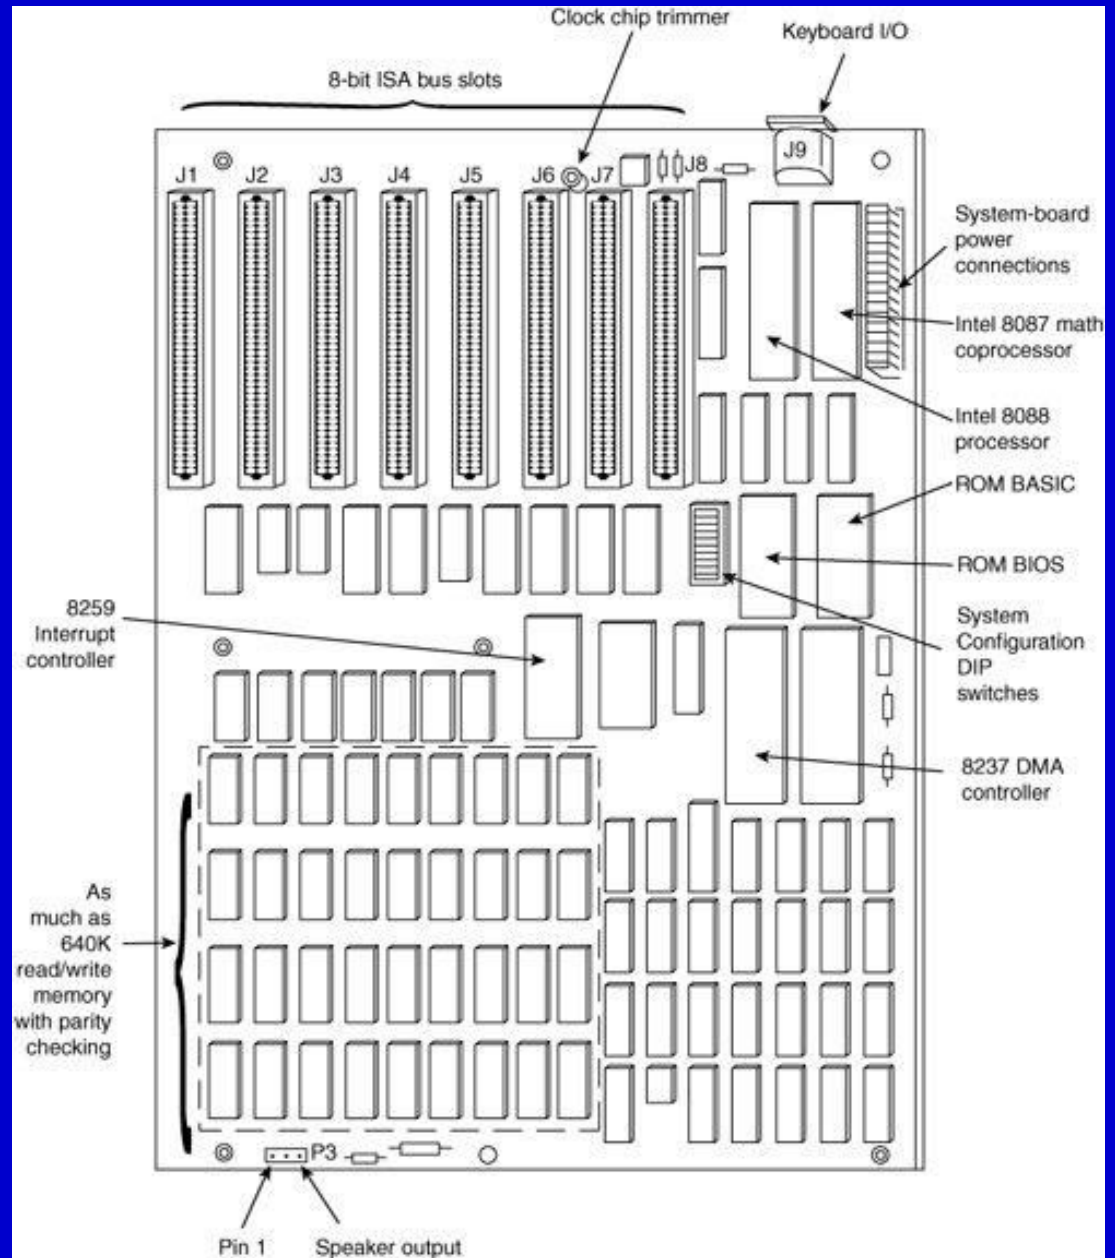 Clock chip trimmer
Keyboard I/O
8-bit ISA bus slots
J1
J2
J3
J4
J5
J6
J7
J8
J9
System-board
power
connections
Intel 8087 math
coprocessor
Intel 8088
processor
ROM BASIC
ROM BIOS
System
Configuration
DIP
switches
8259
Interrupt
controller
8237 DMA
controller
As
much as
640K
read/write
memory
with parity
checking
P3
Pin 1
Speaker output